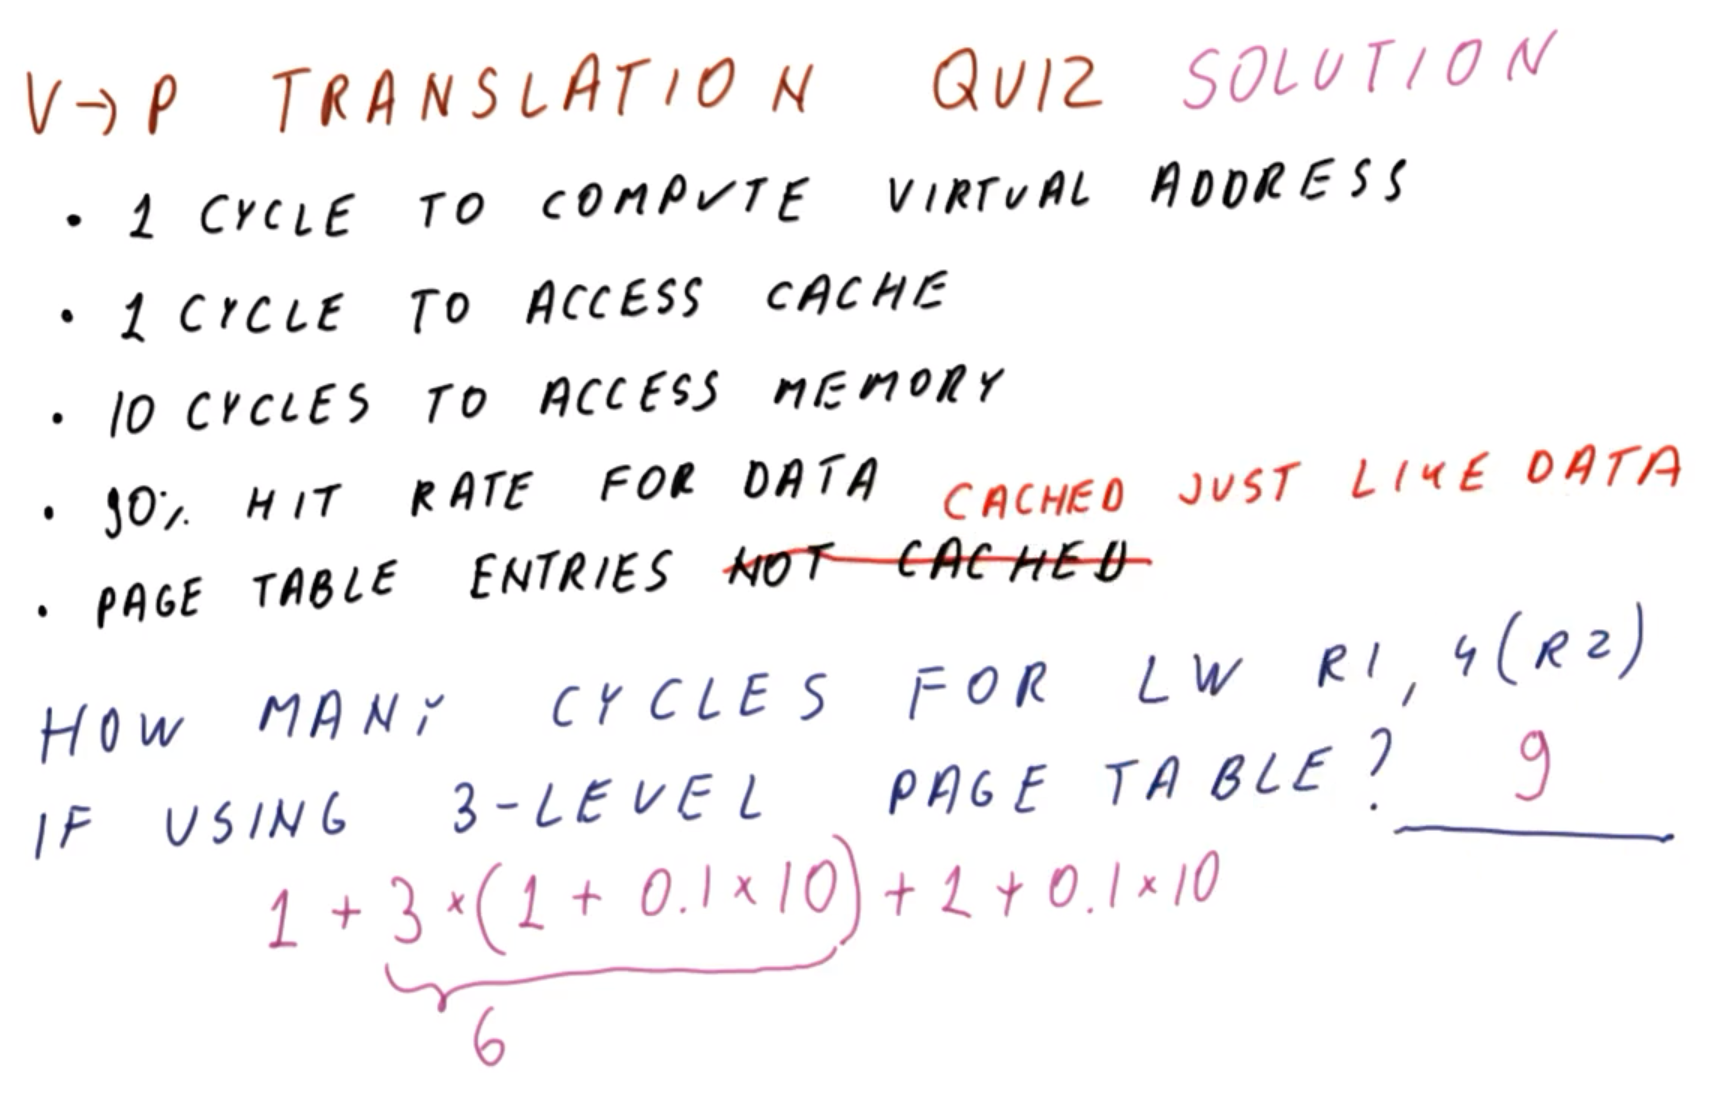 V→P TRANSLATION QUIZ SOLUTION
• 1 CYCLE TO COMPUTE VIRTUAL ADDRESS
• 1 CYCLE TO ACCESS CACHE
• 10 CYCLES TO ACCESS MEMORY
• 90% HIT RATE FOR DATA
CACHED JUST LIKE DATA
• PAGE TABLE ENTRIES NOT CACHED
HOW MANY CYCLES FOR LW R1, 4(R2)
IF USING 3-LEVEL PAGE TABLE? 9
1 + 3 × (1 + 0.1 × 10) + 1 + 0.1 × 10
6